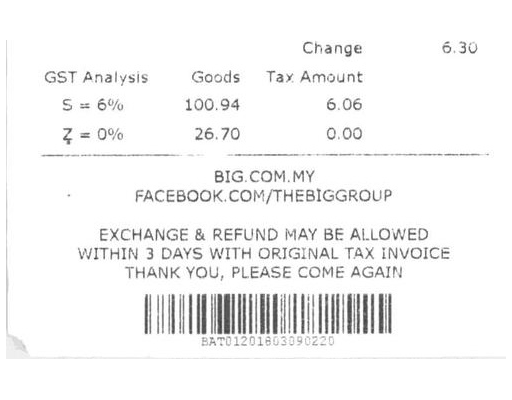 Change 6.30
GST Analysis Goods Tax Amount
S = 6% 100.94 6.06
Z = 0% 26.70 0.00
BIG.COM.MY
FACEBOOK.COM/THEBIGGROUP
EXCHANGE & REFUND MAY BE ALLOWED
WITHIN 3 DAYS WITH ORIGINAL TAX INVOICE
THANK YOU, PLEASE COME AGAIN
BAT01201803090220